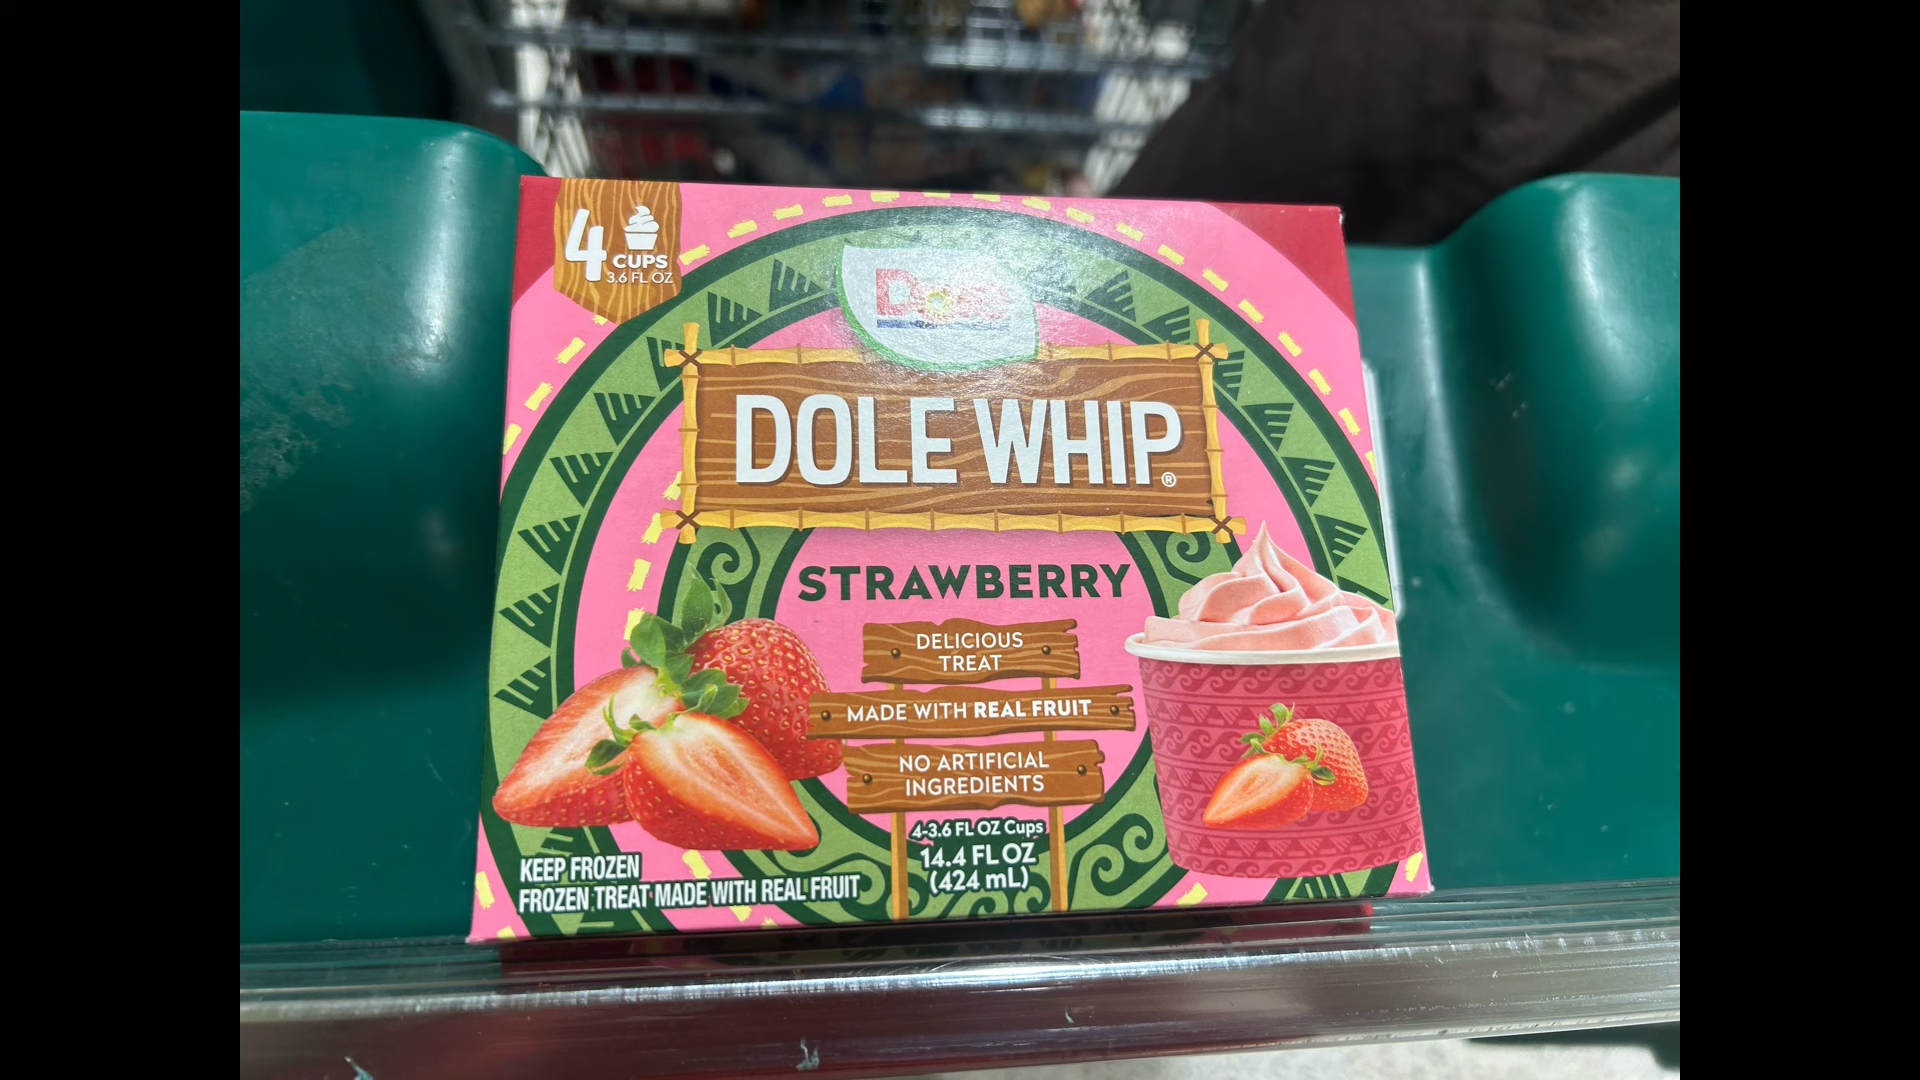 4
CUPS
3.6 FL OZ
Dole
DOLE WHIP®
STRAWBERRY
DELICIOUS
TREAT
MADE WITH REAL FRUIT
NO ARTIFICIAL
INGREDIENTS
4-3.6 FL OZ Cups
14.4 FL OZ
(424 mL)
KEEP FROZEN
FROZEN TREAT MADE WITH REAL FRUIT